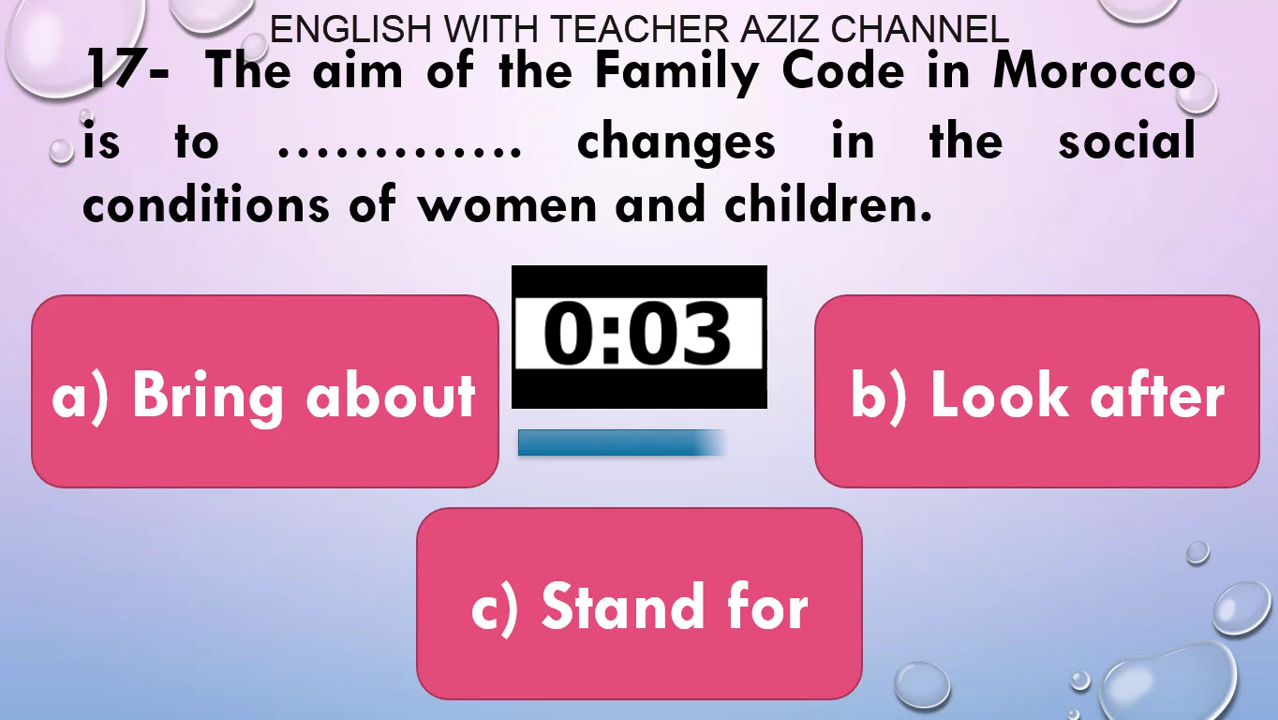 ENGLISH WITH TEACHER AZIZ CHANNEL
17- The aim of the Family Code in Morocco
is to .............. changes in the social
conditions of women and children.
0:03
a) Bring about
b) Look after
c) Stand for